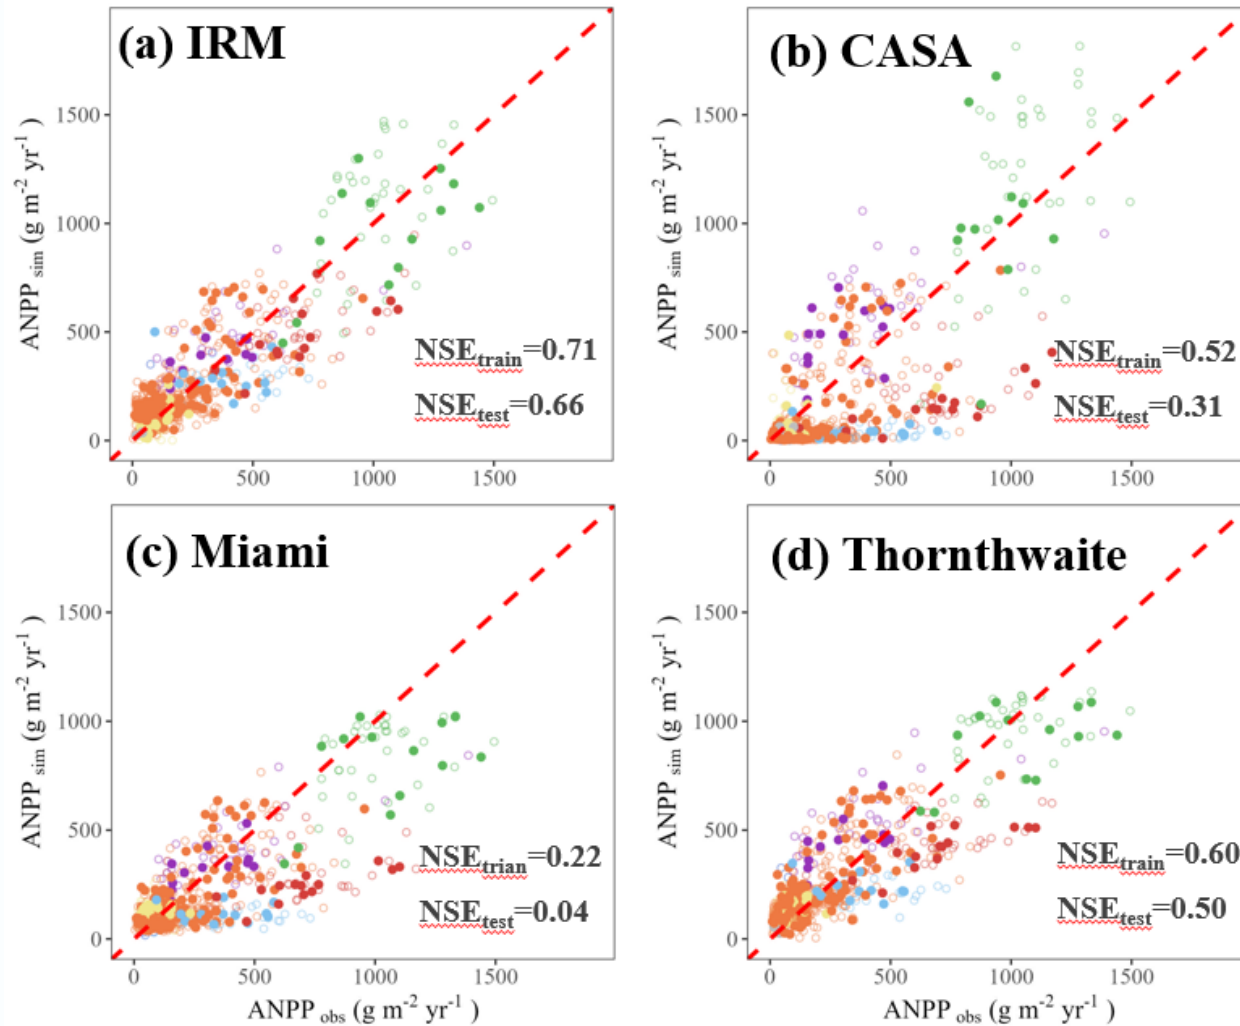 (a) IRM
ANPP sim (g m-2 yr-1)
1500
1000
500
0
NSEtrain=0.71
NSEtest=0.66
0 500 1000 1500
(b) CASA
ANPP sim (g m-2 yr-1)
1500
1000
500
0
NSEtrain=0.52
NSEtest=0.31
0 500 1000 1500
(c) Miami
ANPP sim (g m-2 yr-1)
1500
1000
500
0
NSEtrian=0.22
NSEtest=0.04
0 500 1000 1500
ANPP obs (g m-2 yr-1)
(d) Thornthwaite
ANPP sim (g m-2 yr-1)
1500
1000
500
0
NSEtrain=0.60
NSEtest=0.50
0 500 1000 1500
ANPP obs (g m-2 yr-1)